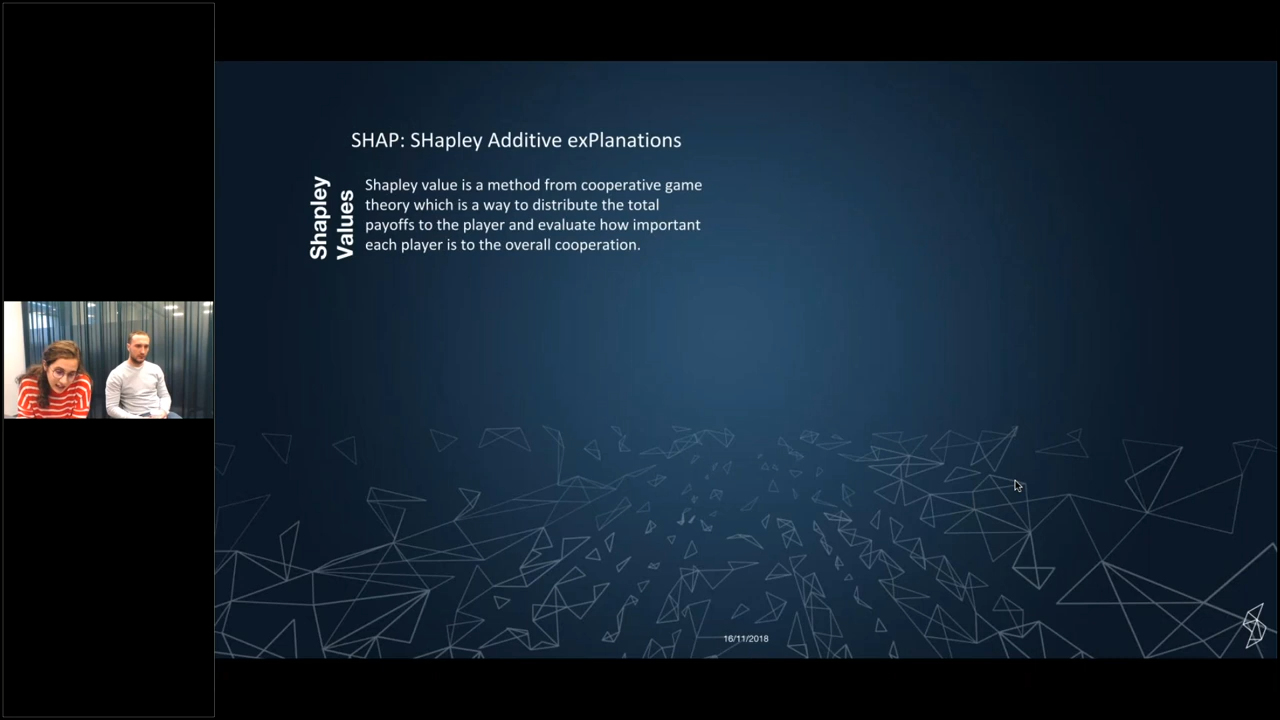 SHAP: SHapley Additive exPlanations
Shapley
Values
Shapley value is a method from cooperative game
theory which is a way to distribute the total
payoffs to the player and evaluate how important
each player is to the overall cooperation.
16/11/2018